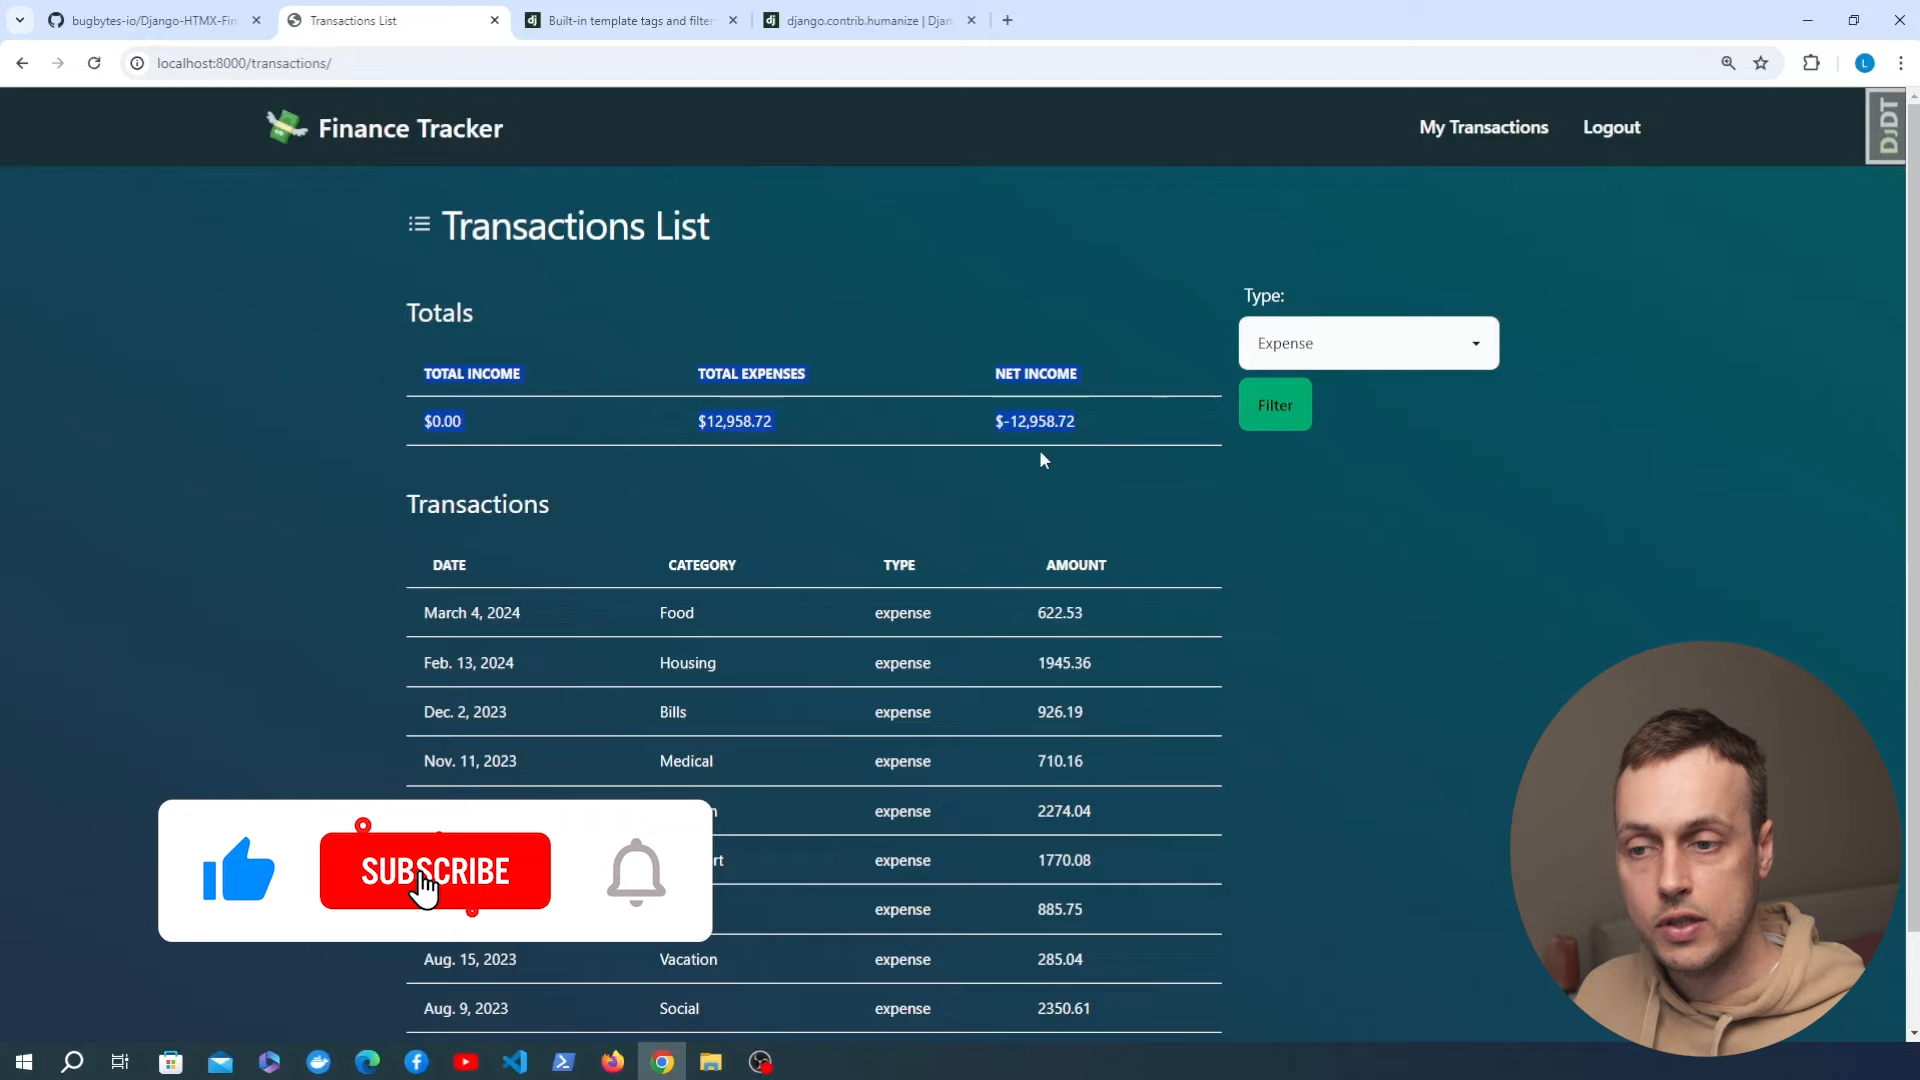 bugbytes-io/Django-HTMX-Fin
Transactions List
Built-in template tags and filter
django.contrib.humanize | Djan
localhost:8000/transactions/
L
Finance Tracker
My Transactions
Logout
DJDT
Transactions List
Totals
Type:
Expense
Filter
TOTAL INCOME TOTAL EXPENSES NET INCOME
$0.00 $12,958.72 $-12,958.72
Transactions
DATE CATEGORY TYPE AMOUNT
March 4, 2024 Food expense 622.53
Feb. 13, 2024 Housing expense 1945.36
Dec. 2, 2023 Bills expense 926.19
Nov. 11, 2023 Medical expense 710.16
n expense 2274.04
rt expense 1770.08
expense 885.75
Aug. 15, 2023 Vacation expense 285.04
Aug. 9, 2023 Social expense 2350.61
SUBSCRIBE